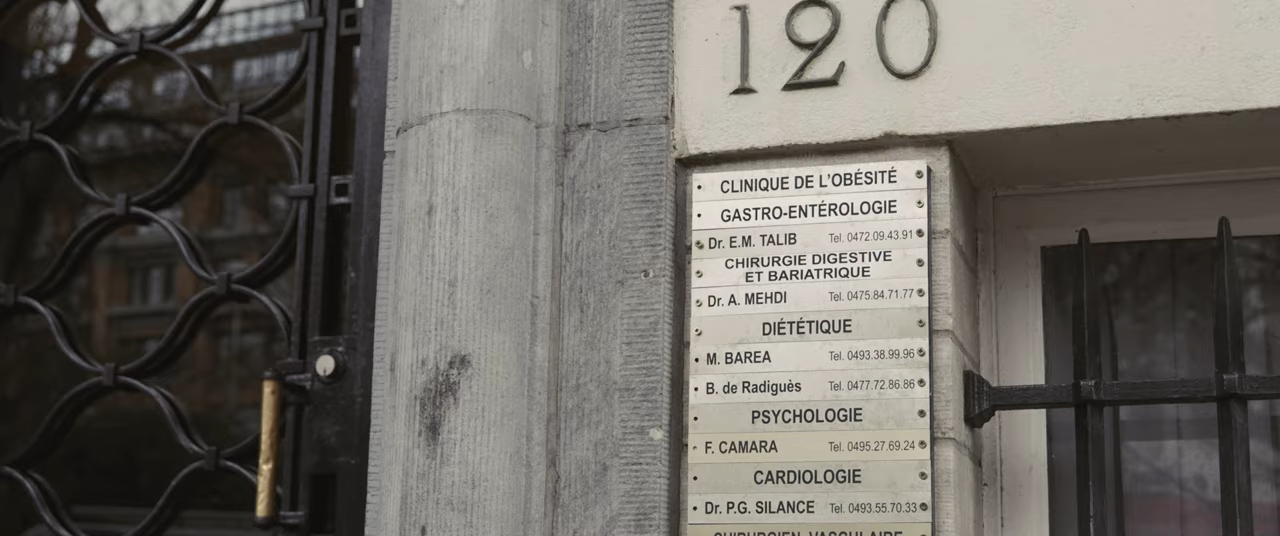 120
CLINIQUE DE L'OBÉSITÉ
GASTRO-ENTÉROLOGIE
Dr. E.M. TALIB Tel. 0472.09.43.91
CHIRURGIE DIGESTIVE
ET BARIATRIQUE
Dr. A. MEHDI Tel. 0475.84.71.77
DIÉTÉTIQUE
M. BAREA Tel. 0493.38.99.96
B. de Radiguès Tel. 0477.72.86.86
PSYCHOLOGIE
F. CAMARA Tel. 0495.27.69.24
CARDIOLOGIE
Dr. P.G. SILANCE Tel. 0493.55.70.33
CHIRURGIEN VASCULAIRE